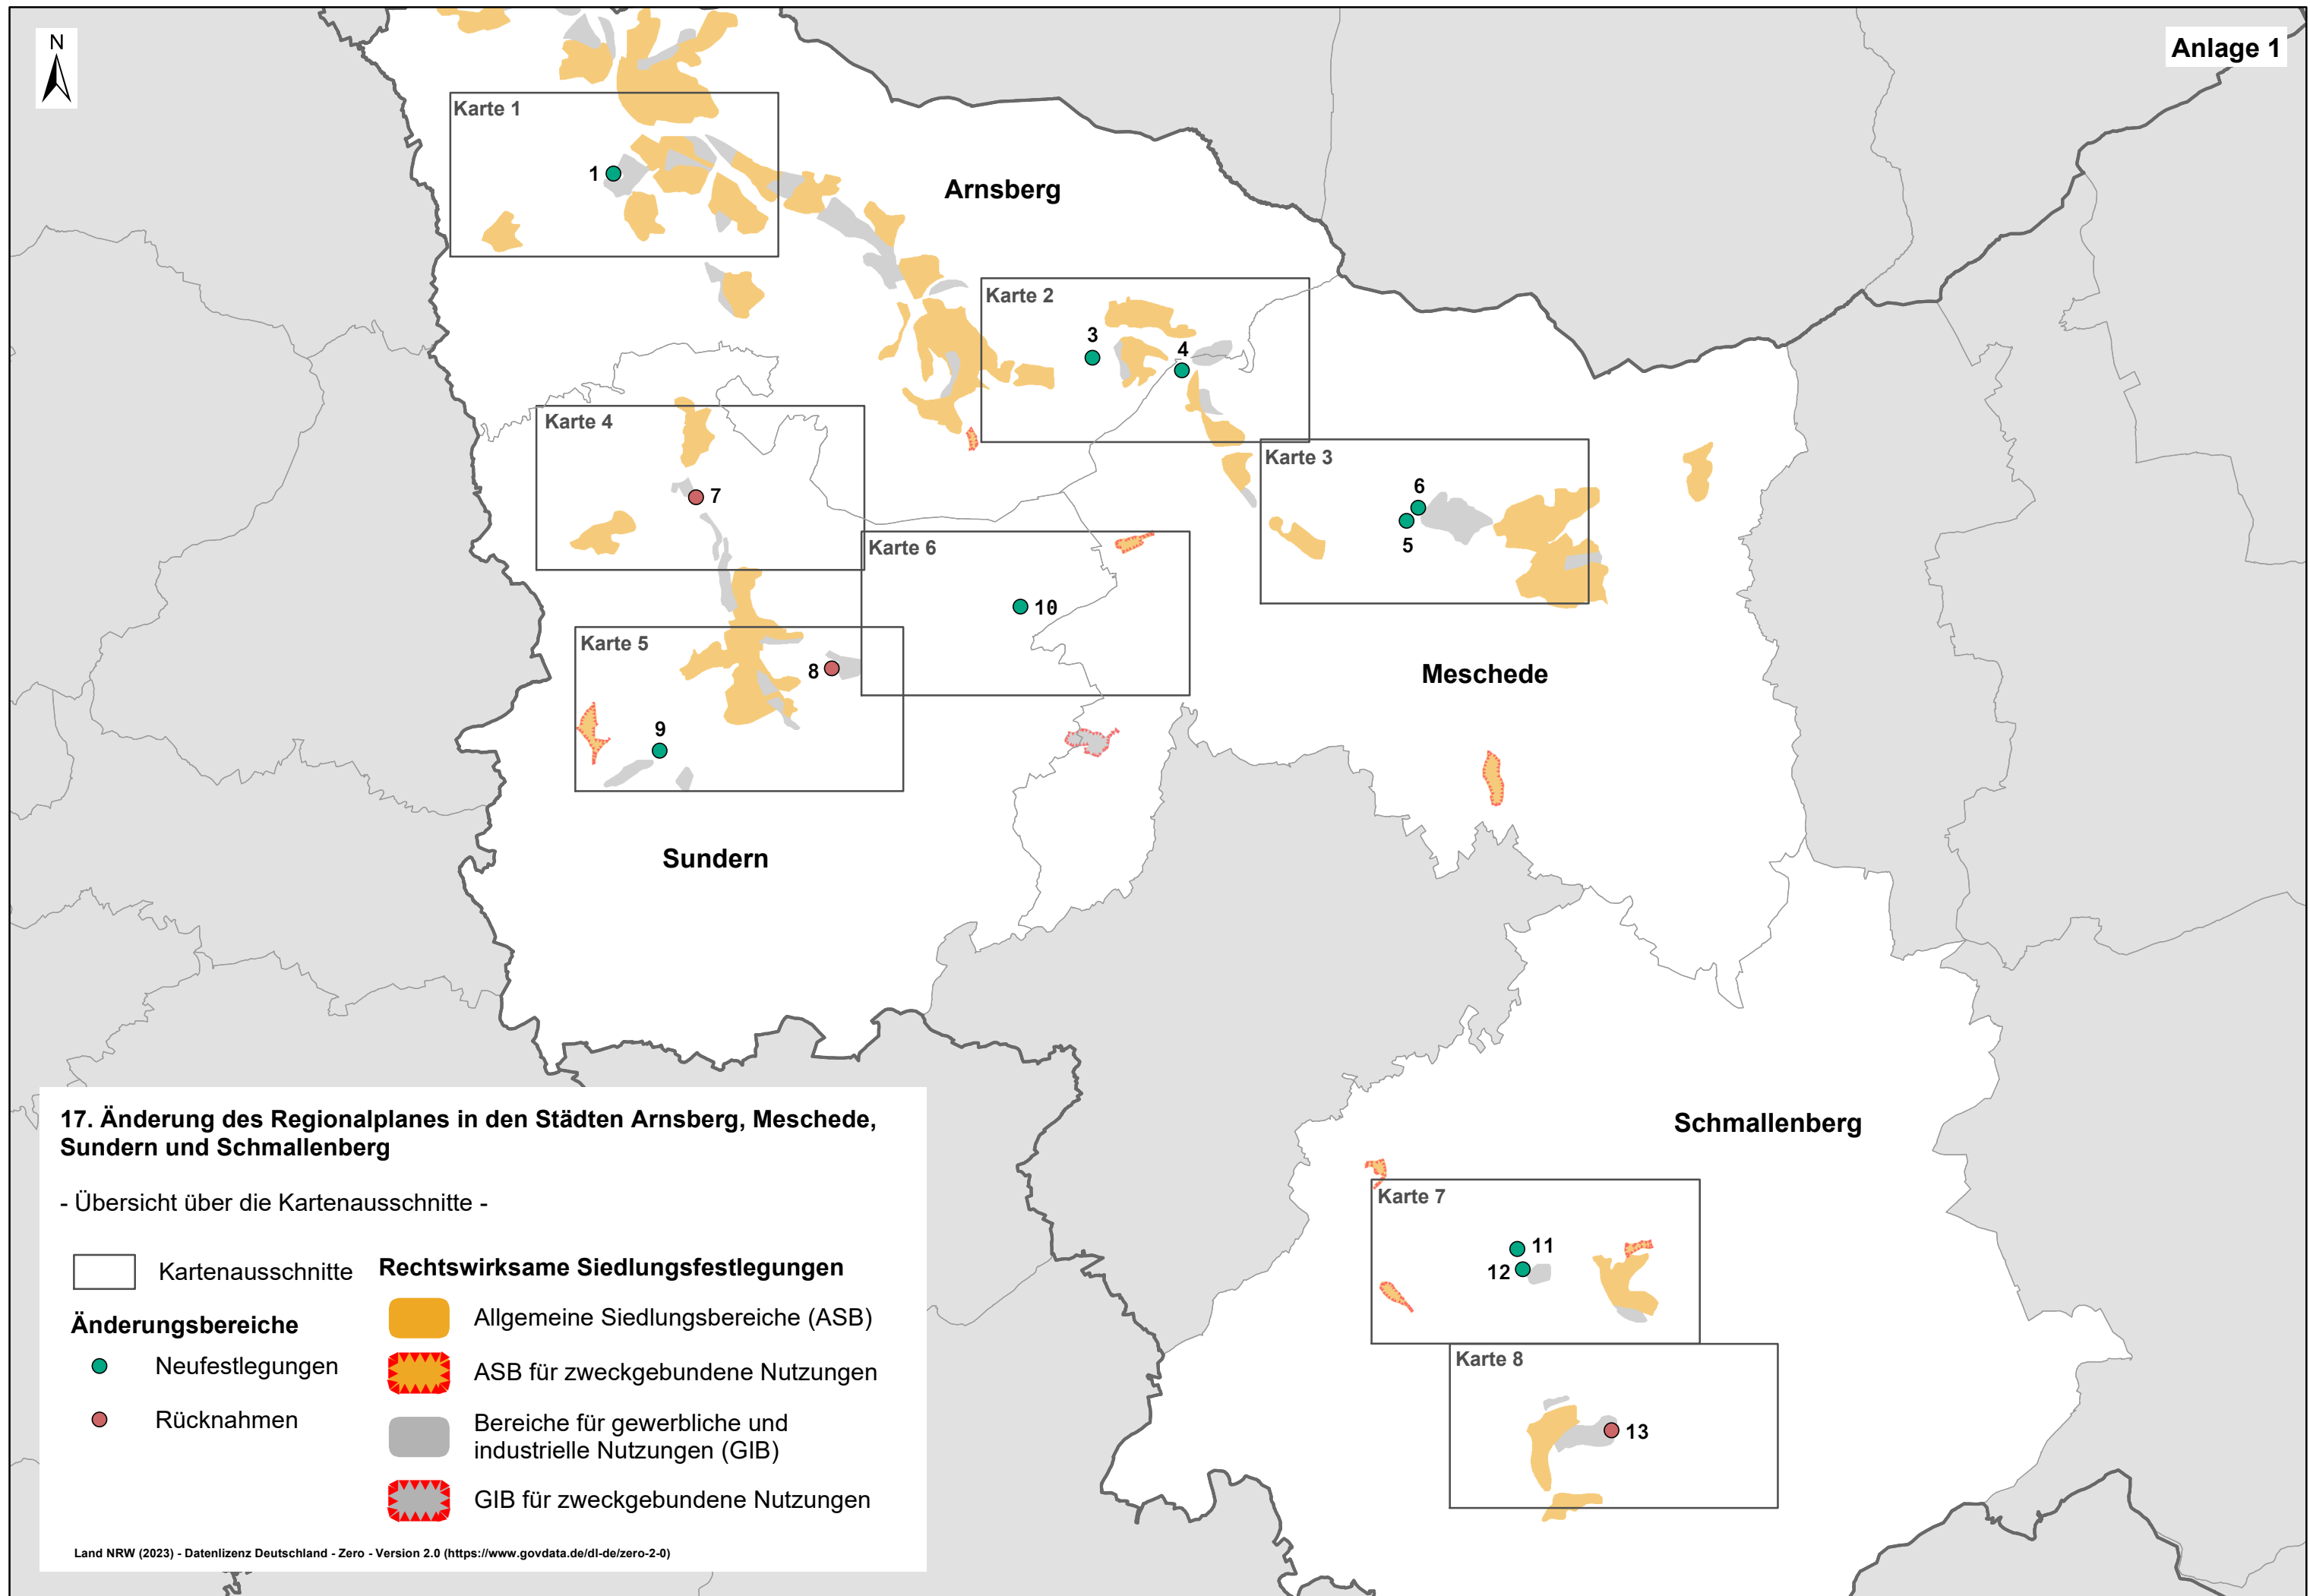 N
Anlage 1
Karte 1
1
Arnsberg
Karte 2
3
4
Karte 4
7
Karte 3
6
5
Karte 6
10
Karte 5
8
9
Meschede
Sundern
Schmallenberg
Karte 7
11
12
Karte 8
13
17. Änderung des Regionalplanes in den Städten Arnsberg, Meschede,
Sundern und Schmallenberg
- Übersicht über die Kartenausschnitte -
Kartenausschnitte
Änderungsbereiche
Neufestlegungen
Rücknahmen
Rechtswirksame Siedlungsfestlegungen
Allgemeine Siedlungsbereiche (ASB)
ASB für zweckgebundene Nutzungen
Bereiche für gewerbliche und
industrielle Nutzungen (GIB)
GIB für zweckgebundene Nutzungen
Land NRW (2023) - Datenlizenz Deutschland - Zero - Version 2.0 (https://www.govdata.de/dl-de/zero-2-0)